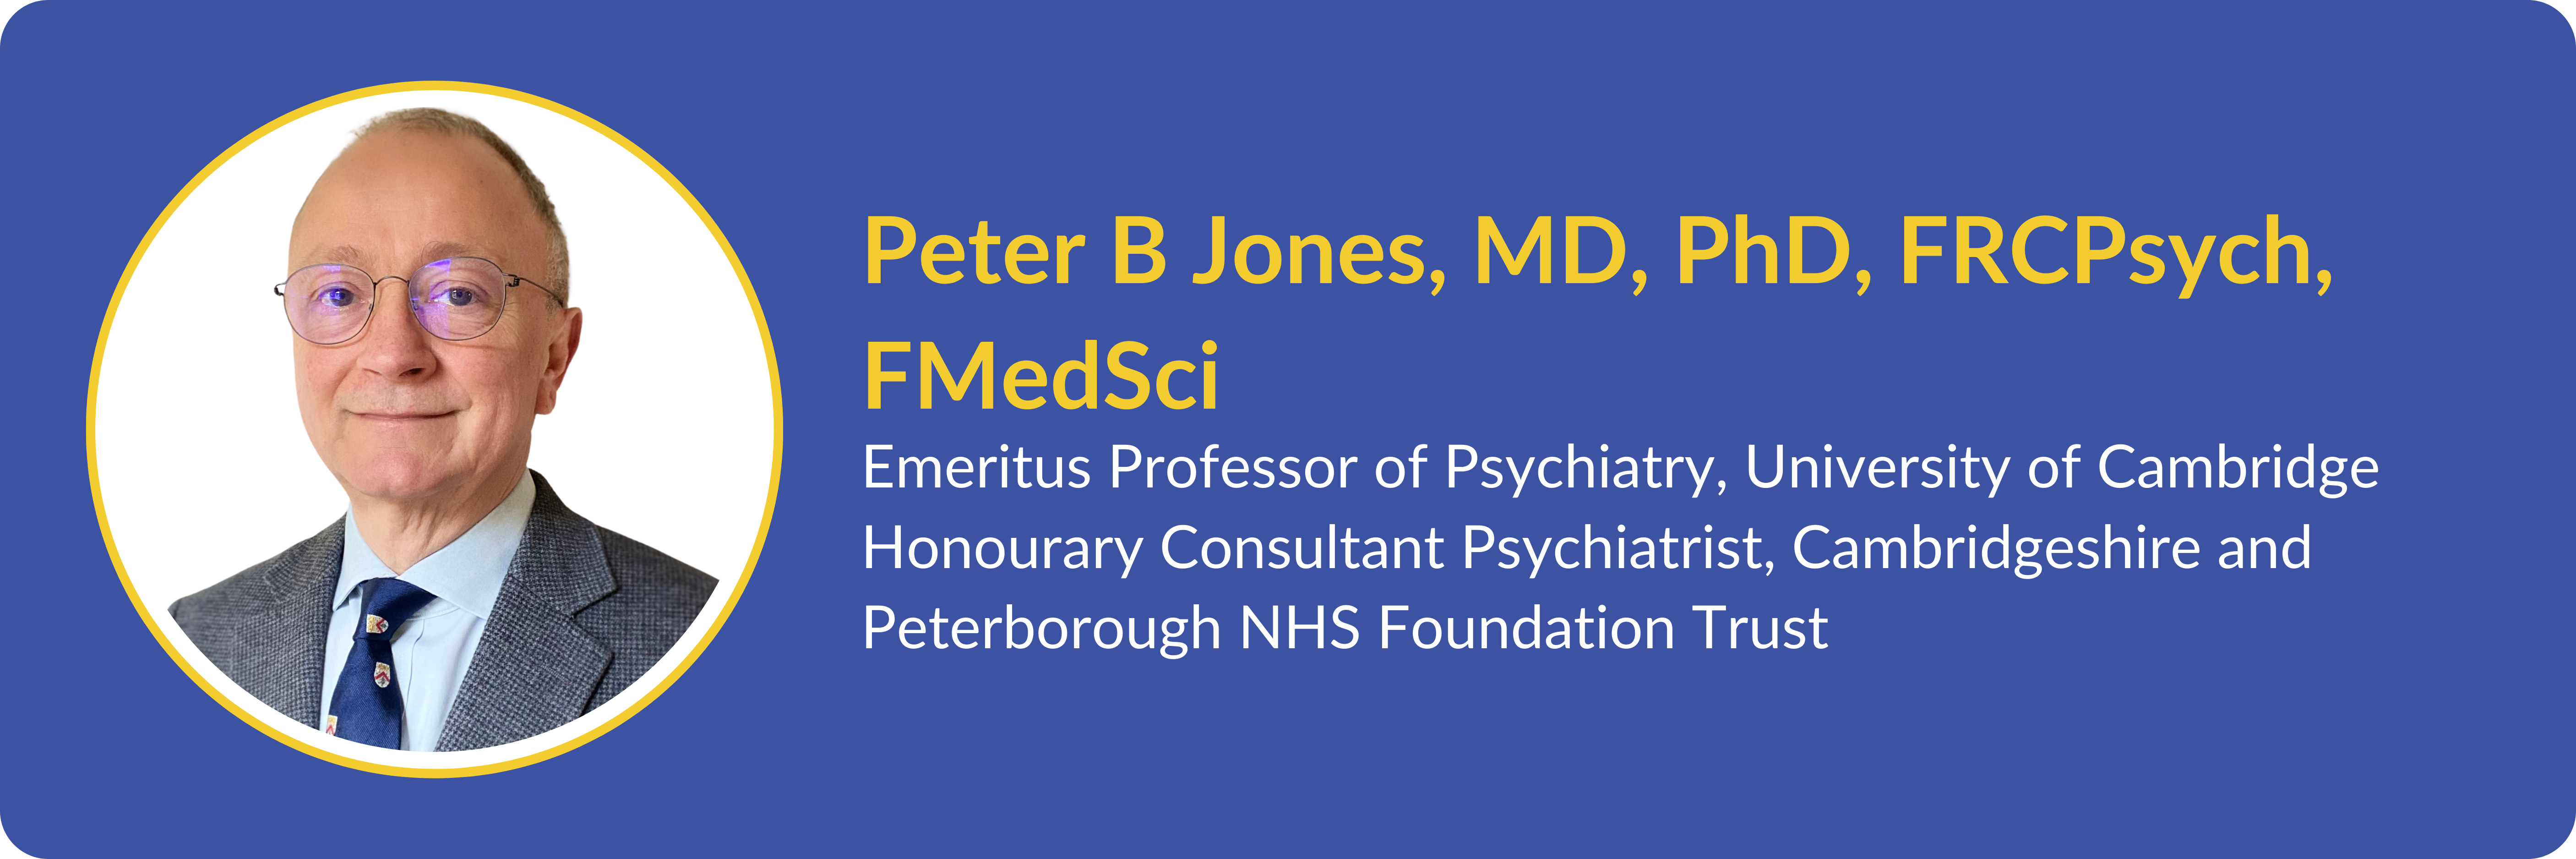 Peter B Jones, MD, PhD, FRCPsych,
FMedSci
Emeritus Professor of Psychiatry, University of Cambridge
Honourary Consultant Psychiatrist, Cambridgeshire and
Peterborough NHS Foundation Trust